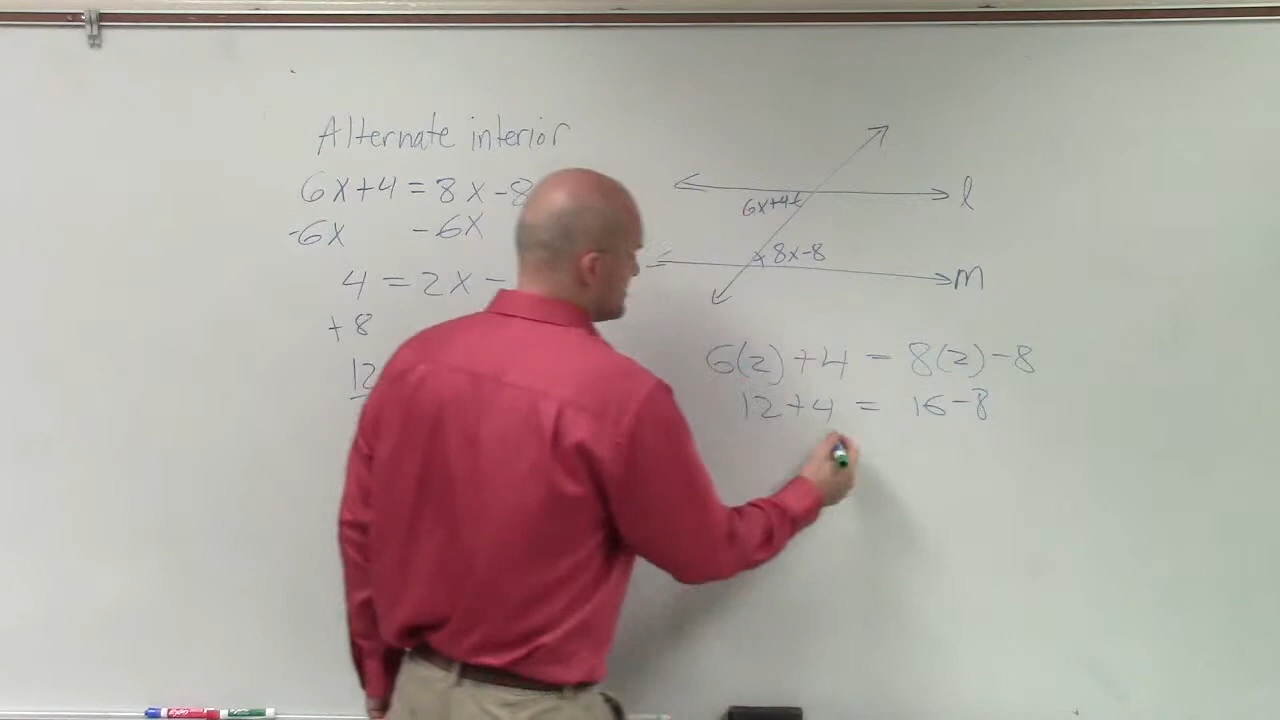 Alternate interior
6x+4 = 8x-8
-6x -6x
4 = 2x -
+8
12
6x+4
l
8x-8
m
6(2)+4 = 8(2)-8
12+4 = 16-8